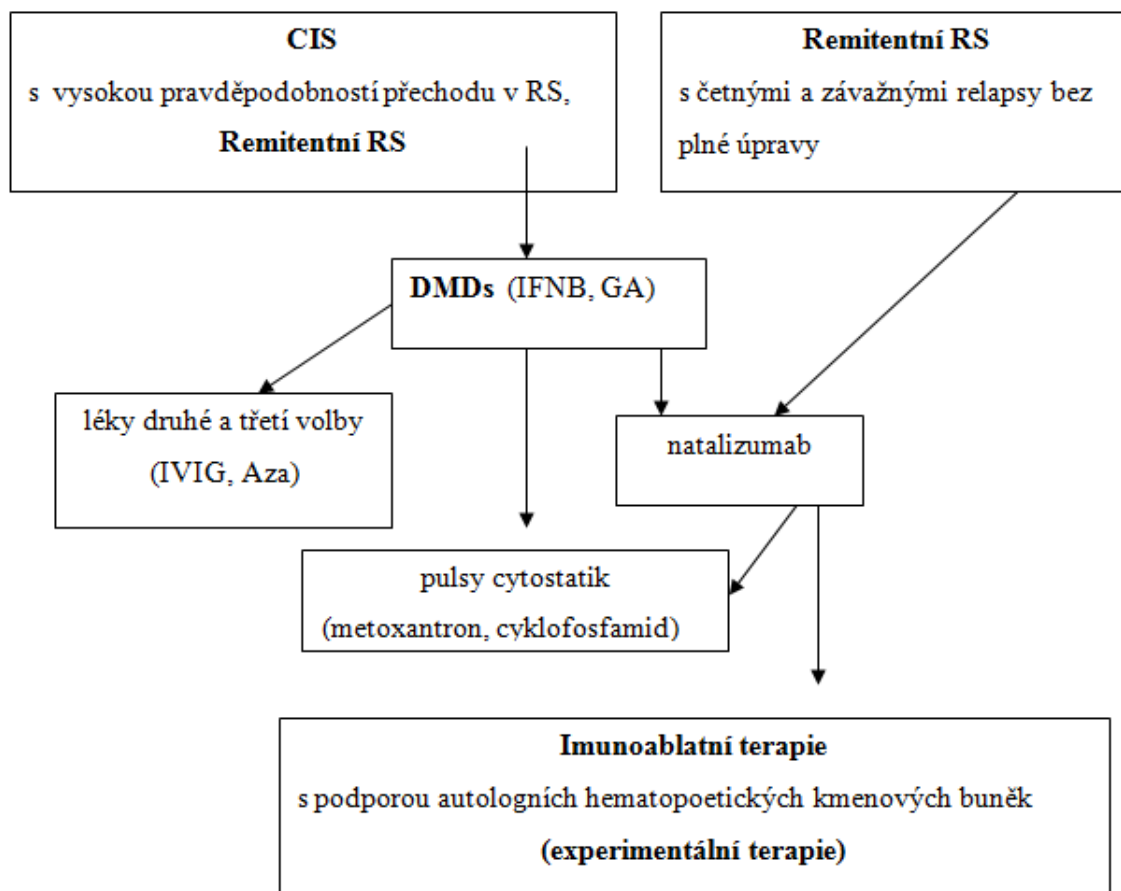 CIS
s vysokou pravděpodobností přechodu v RS,
Remitentní RS
Remitentní RS
s četnými a závažnými relapsy bez
plné úpravy
DMDs (IFNB, GA)
léky druhé a třetí volby
(IVIG, Aza)
natalizumab
pulsy cytostatik
(metoxantron, cyklofosfamid)
Imunoablatní terapie
s podporou autologních hematopoetických kmenových buněk
(experimentální terapie)